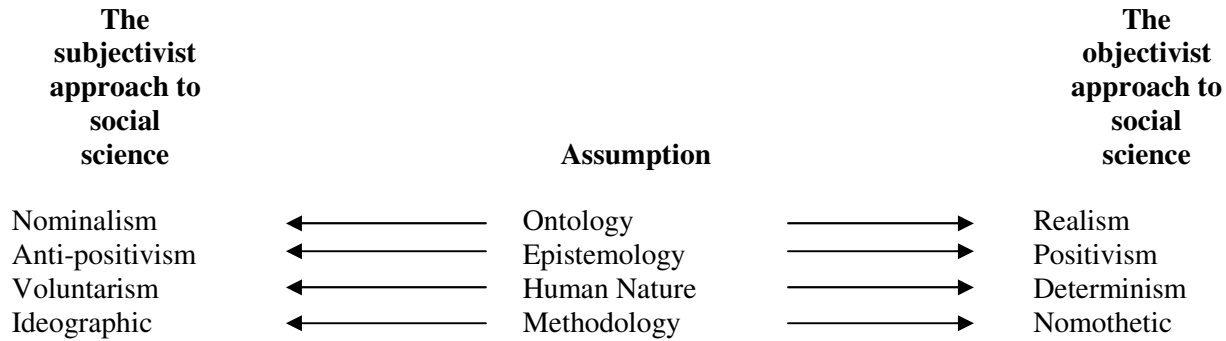 The
subjectivist
approach to
social
science
Assumption
The
objectivist
approach to
social
science
Nominalism Ontology Realism
Anti-positivism Epistemology Positivism
Voluntarism Human Nature Determinism
Ideographic Methodology Nomothetic